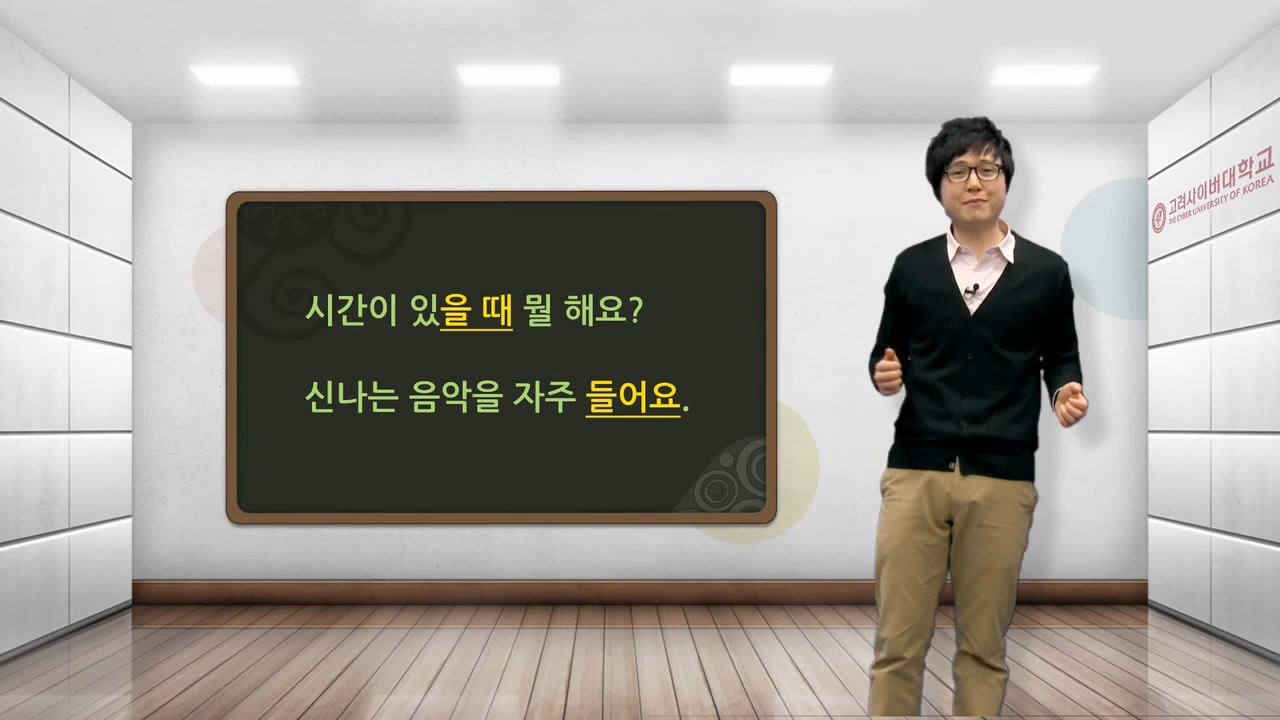 시간이 있을 때 뭘 해요?
신나는 음악을 자주 들어요.
고려사이버대학교
THE CYBER UNIVERSITY OF KOREA